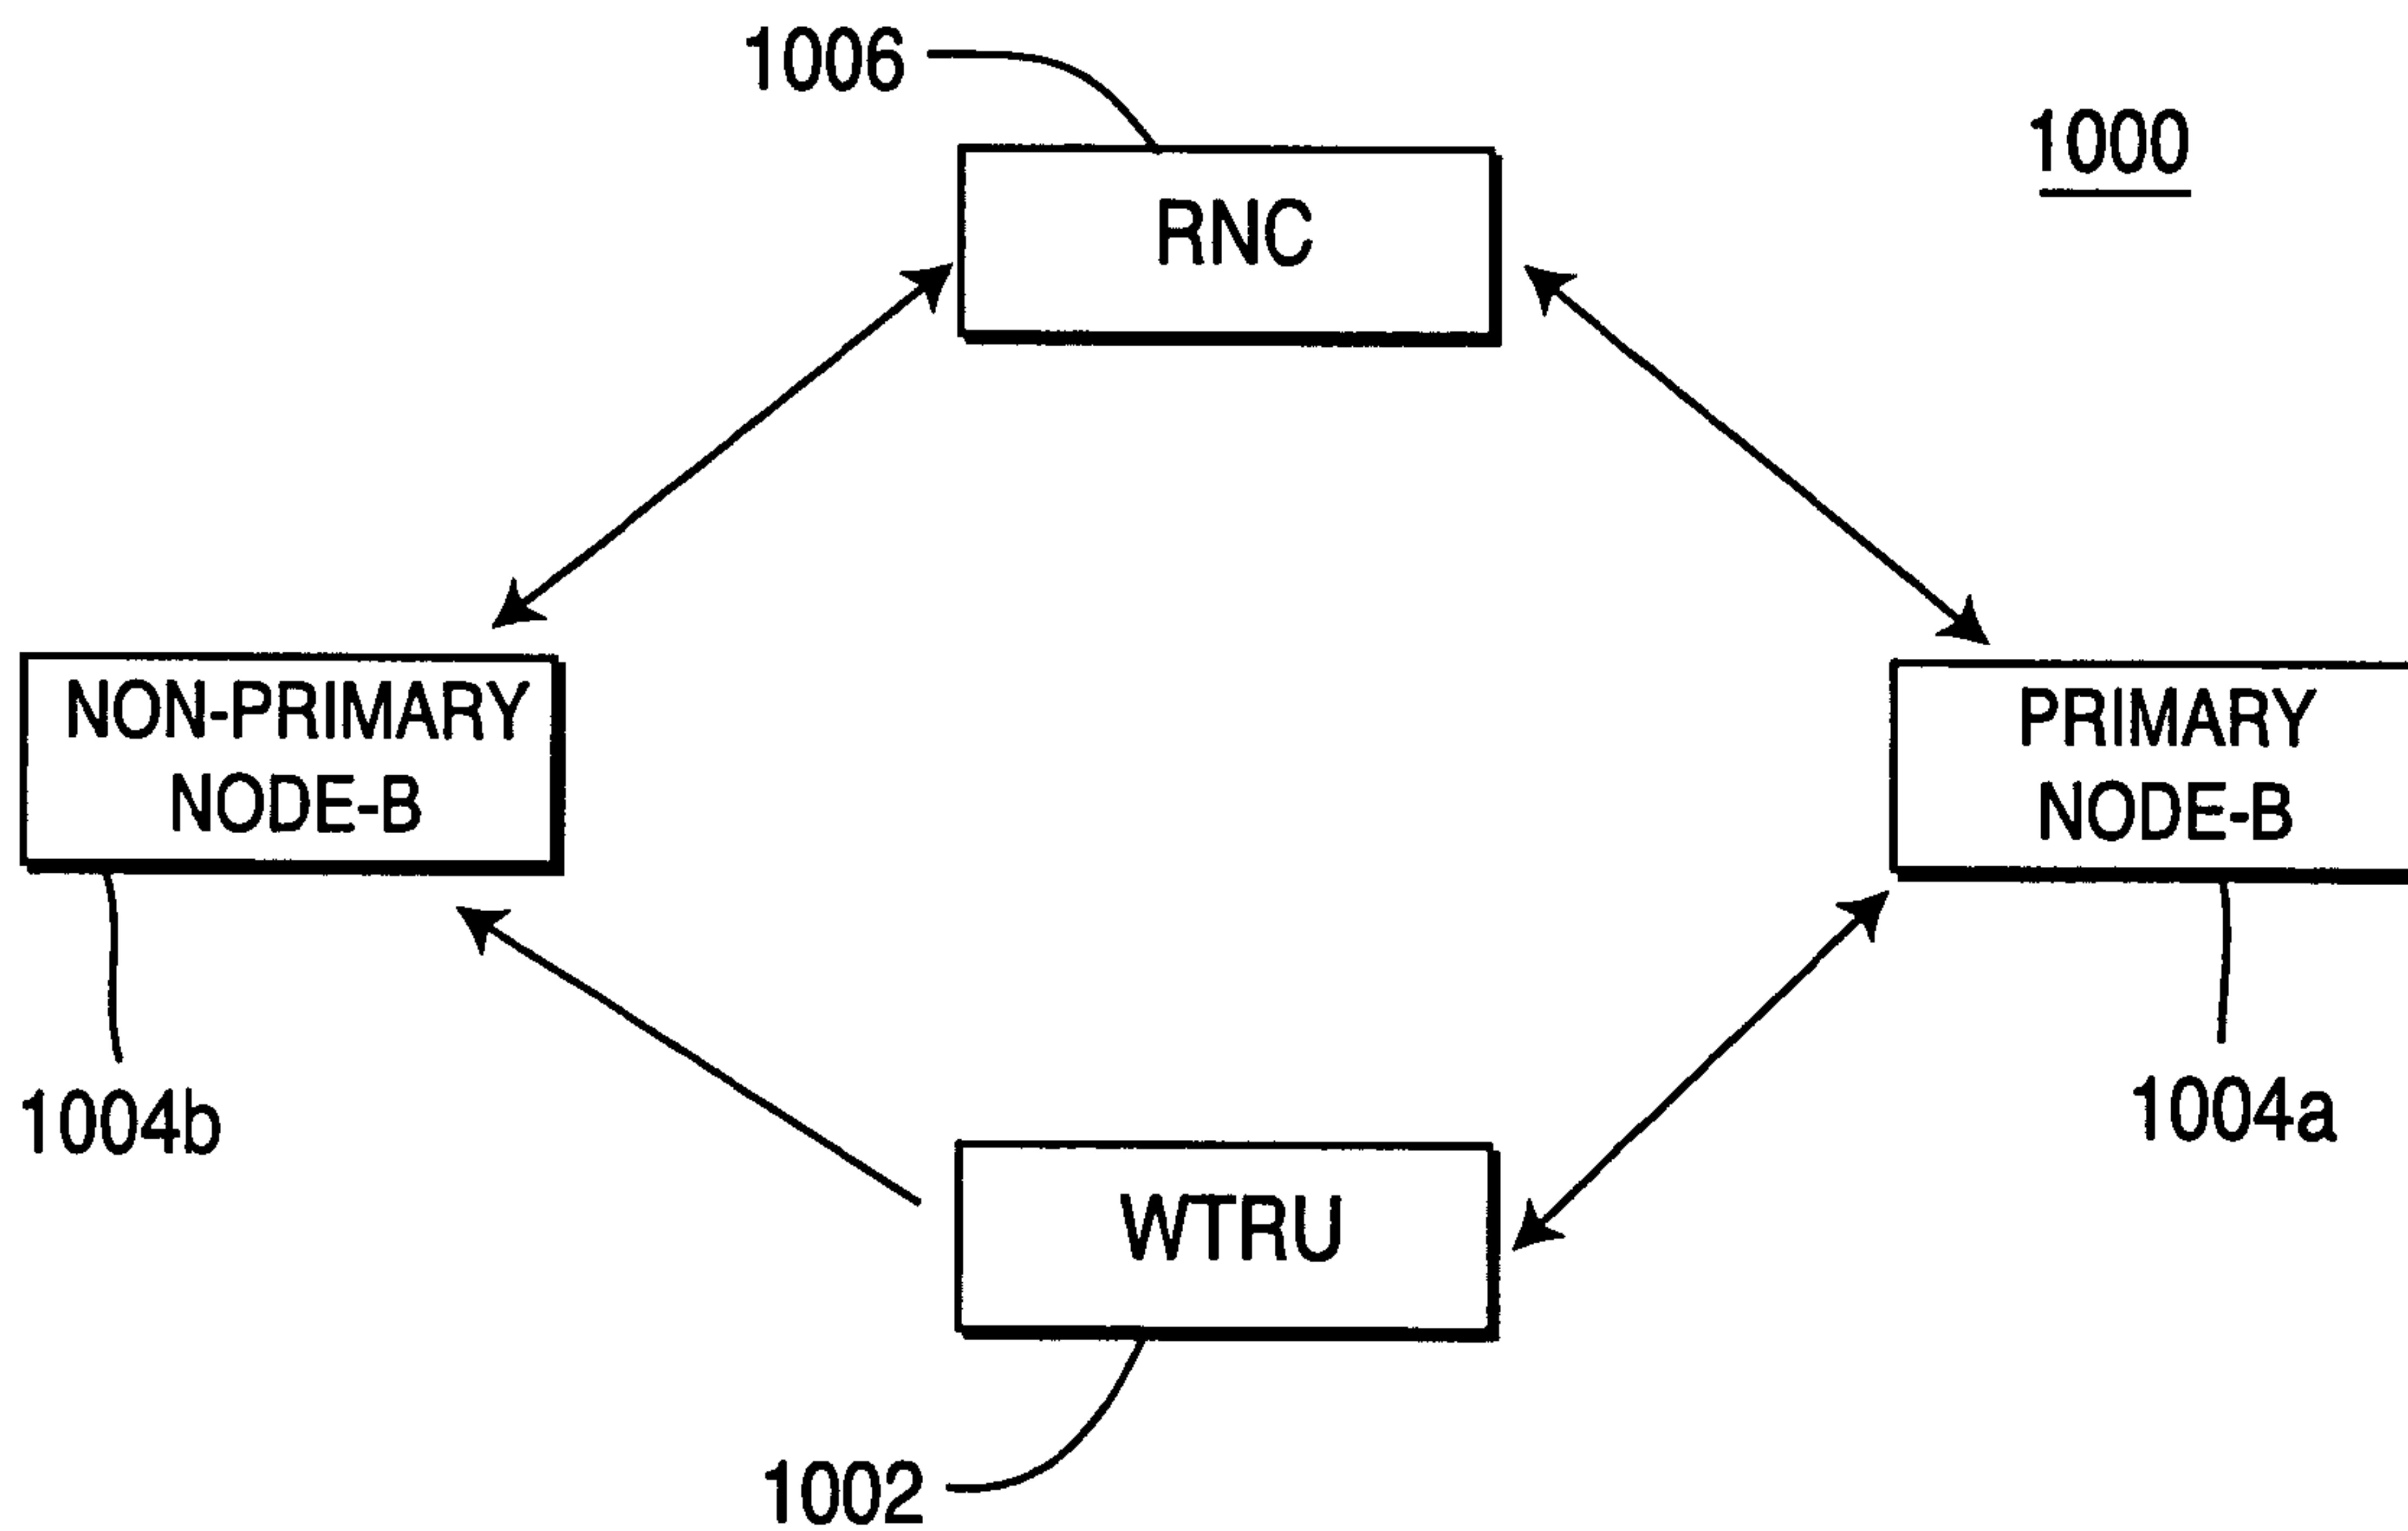 1006
1000
RNC
NON-PRIMARY
NODE-B
PRIMARY
NODE-B
1004b
1004a
WTRU
1002